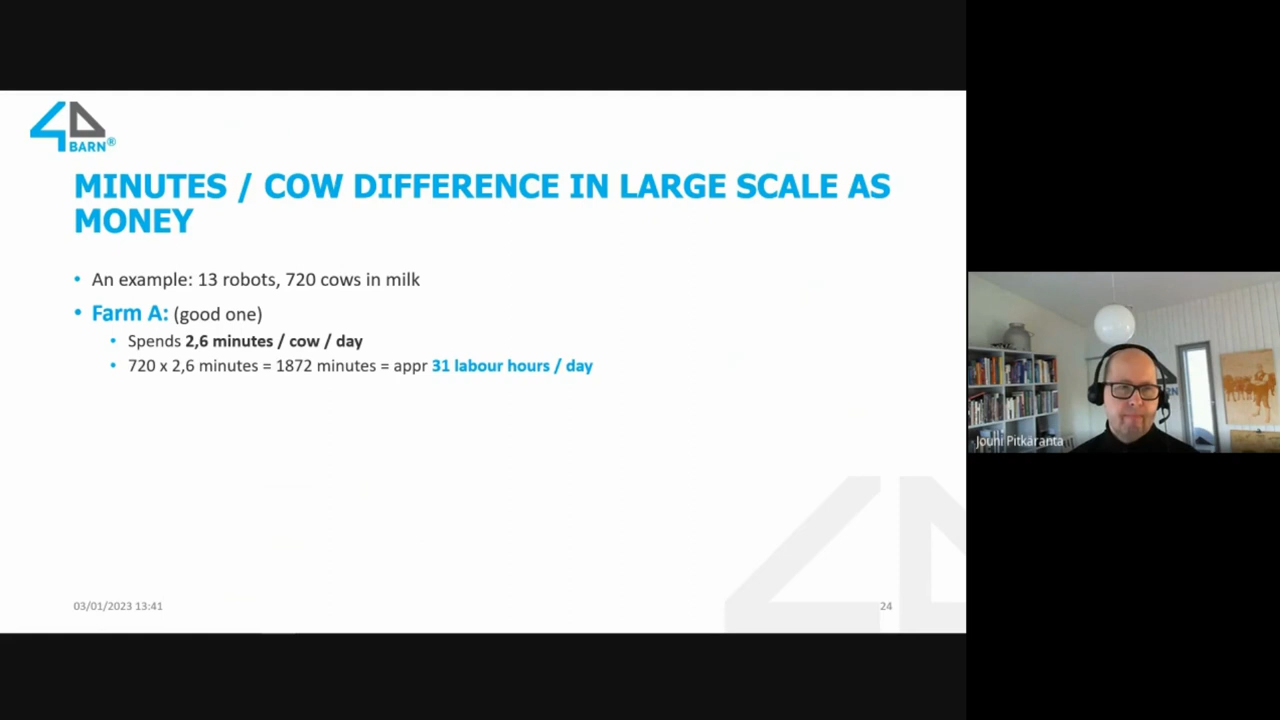 4D
BARN®
MINUTES / COW DIFFERENCE IN LARGE SCALE AS
MONEY
• An example: 13 robots, 720 cows in milk
• Farm A: (good one)
• Spends 2,6 minutes / cow / day
• 720 x 2,6 minutes = 1872 minutes = appr 31 labour hours / day
03/01/2023 13:41
24
Jouni Pitkäranta